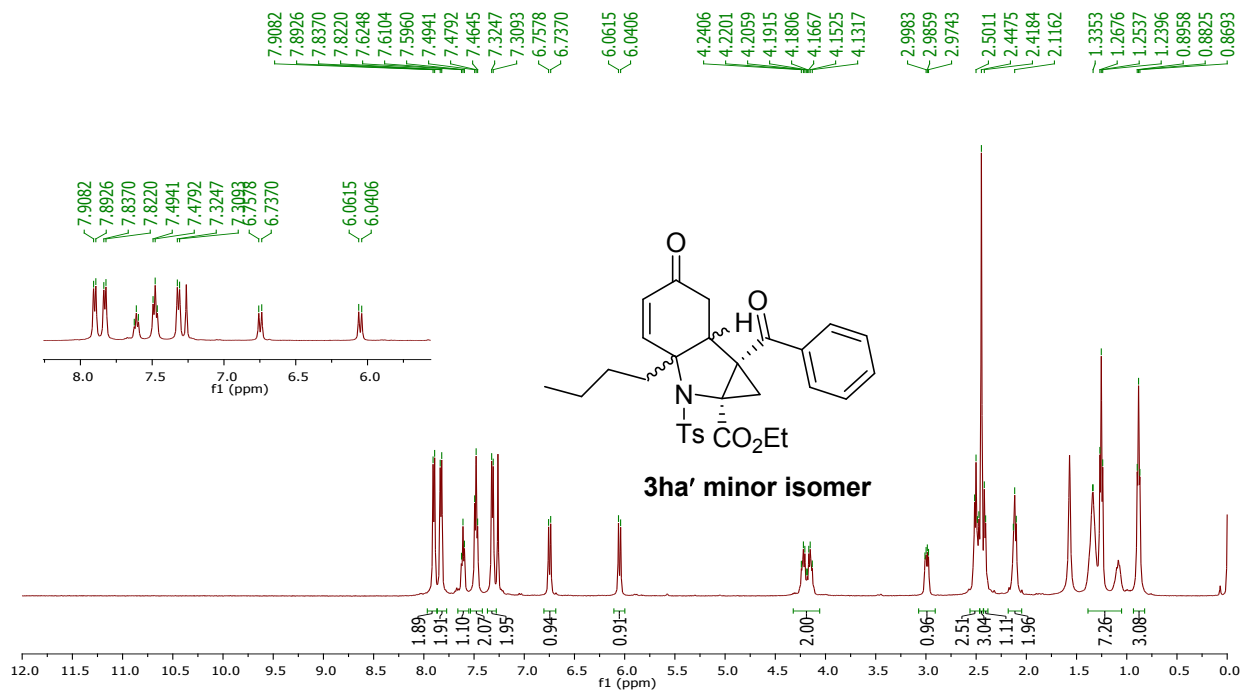 7.9082 7.8926 7.8370 7.8220 7.6248 7.6104 7.5960 7.4941 7.4792 7.4645 7.3247 7.3093 6.7578 6.7370 6.0615 6.0406 4.2406 4.2201 4.2059 4.1915 4.1806 4.1667 4.1525 4.1317 2.9983 2.9859 2.9743 2.5011 2.4475 2.4184 2.1162 1.3353 1.2676 1.2537 1.2396 0.8958 0.8825 0.8693
7.9082 7.8926 7.8370 7.8220 7.4941 7.4792 7.3247 7.3093 6.7578 6.7370 6.0615 6.0406
8.0 7.5 7.0 6.5 6.0
f1 (ppm)
O
O
H
N
Ts
CO2Et
3ha′ minor isomer
1.89 1.91 1.10 2.07 1.95 0.94 0.91 2.00 0.96 2.51 3.04 1.11 1.96 7.26 3.08
12.0 11.5 11.0 10.5 10.0 9.5 9.0 8.5 8.0 7.5 7.0 6.5 6.0 5.5 5.0 4.5 4.0 3.5 3.0 2.5 2.0 1.5 1.0 0.5 0.0
f1 (ppm)